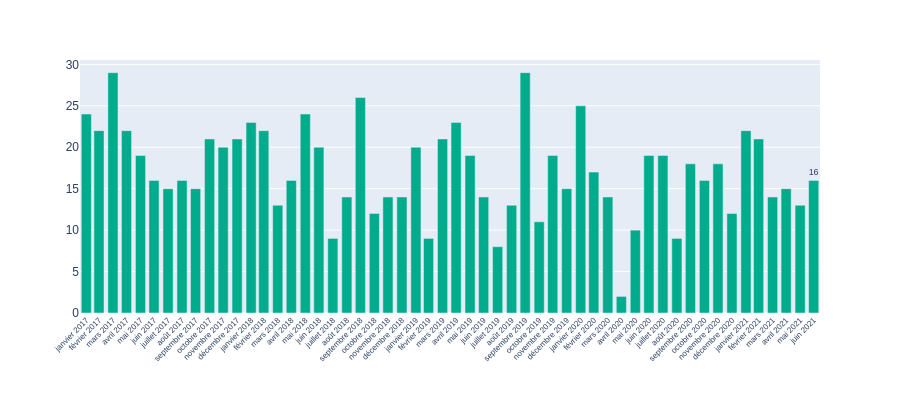 30
25
20
15
10
5
0
16
janvier 2017
février 2017
mars 2017
avril 2017
mai 2017
juin 2017
juillet 2017
août 2017
septembre 2017
octobre 2017
novembre 2017
décembre 2017
janvier 2018
février 2018
mars 2018
avril 2018
mai 2018
juin 2018
juillet 2018
août 2018
septembre 2018
octobre 2018
novembre 2018
décembre 2018
janvier 2019
février 2019
mars 2019
avril 2019
mai 2019
juin 2019
juillet 2019
août 2019
septembre 2019
octobre 2019
novembre 2019
décembre 2019
janvier 2020
février 2020
mars 2020
avril 2020
mai 2020
juin 2020
juillet 2020
août 2020
septembre 2020
octobre 2020
novembre 2020
décembre 2020
janvier 2021
février 2021
mars 2021
avril 2021
mai 2021
juin 2021